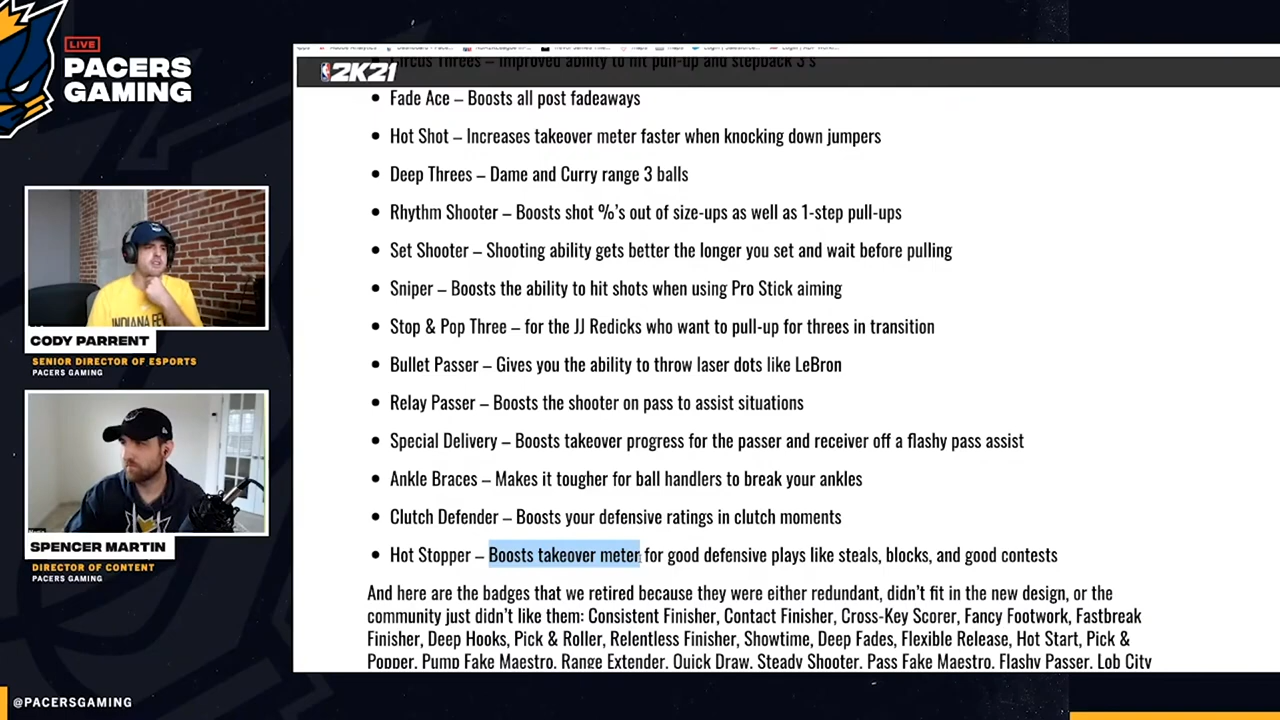 LIVE
PACERS
GAMING
2K21
Circus Threes – Improved ability to hit pull-up and stepback 3's
• Fade Ace – Boosts all post fadeaways
• Hot Shot – Increases takeover meter faster when knocking down jumpers
• Deep Threes – Dame and Curry range 3 balls
• Rhythm Shooter – Boosts shot %’s out of size-ups as well as 1-step pull-ups
• Set Shooter – Shooting ability gets better the longer you set and wait before pulling
• Sniper – Boosts the ability to hit shots when using Pro Stick aiming
• Stop & Pop Three – for the JJ Redicks who want to pull-up for threes in transition
• Bullet Passer – Gives you the ability to throw laser dots like LeBron
• Relay Passer – Boosts the shooter on pass to assist situations
• Special Delivery – Boosts takeover progress for the passer and receiver off a flashy pass assist
• Ankle Braces – Makes it tougher for ball handlers to break your ankles
• Clutch Defender – Boosts your defensive ratings in clutch moments
• Hot Stopper – Boosts takeover meter for good defensive plays like steals, blocks, and good contests
And here are the badges that we retired because they were either redundant, didn’t fit in the new design, or the
community just didn’t like them: Consistent Finisher, Contact Finisher, Cross-Key Scorer, Fancy Footwork, Fastbreak
Finisher, Deep Hooks, Pick & Roller, Relentless Finisher, Showtime, Deep Fades, Flexible Release, Hot Start, Pick &
Popper, Pump Fake Maestro, Range Extender, Quick Draw, Steady Shooter, Pass Fake Maestro, Flashy Passer, Lob City
INDIANA
CODY PARRENT
SENIOR DIRECTOR OF ESPORTS
PACERS GAMING
SPENCER MARTIN
DIRECTOR OF CONTENT
PACERS GAMING
@PACERSGAMING